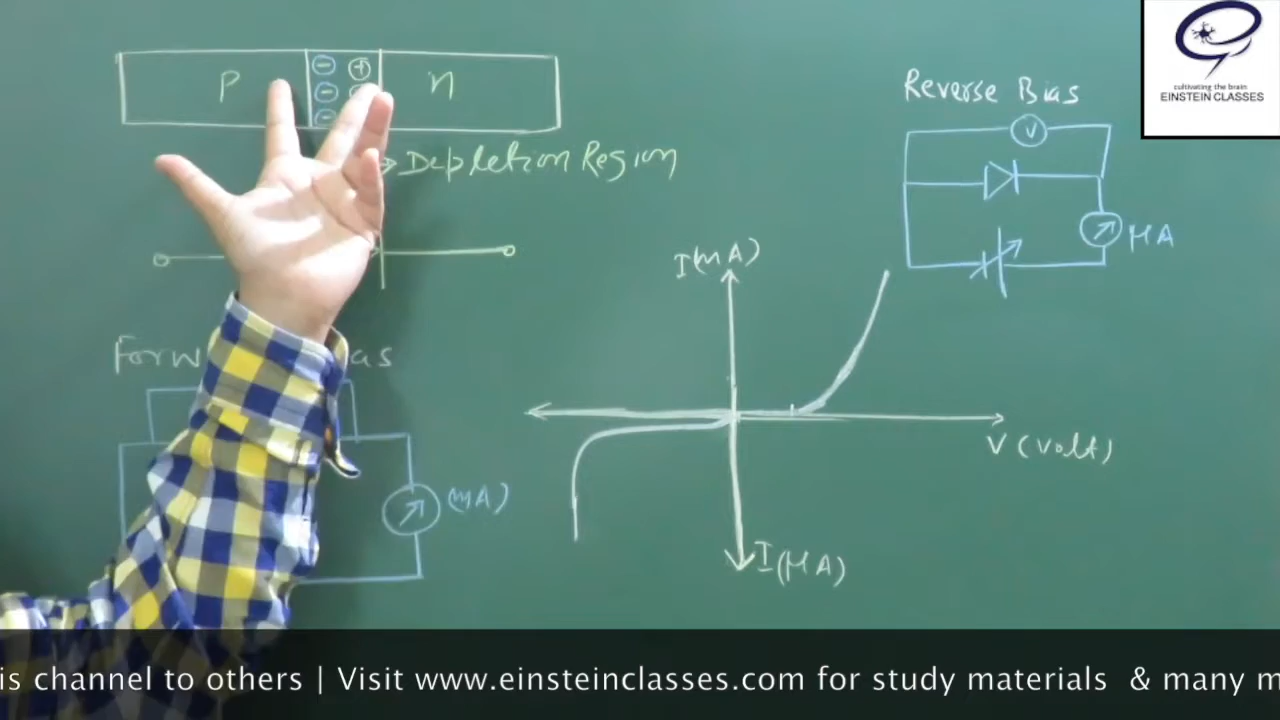 P
n
Depletion Region
Reverse Bias
V
μA
I(mA)
V (volt)
I (μA)
(mA)
cultivating the brain
EINSTEIN CLASSES
is channel to others | Visit www.einsteinclasses.com for study materials & many m